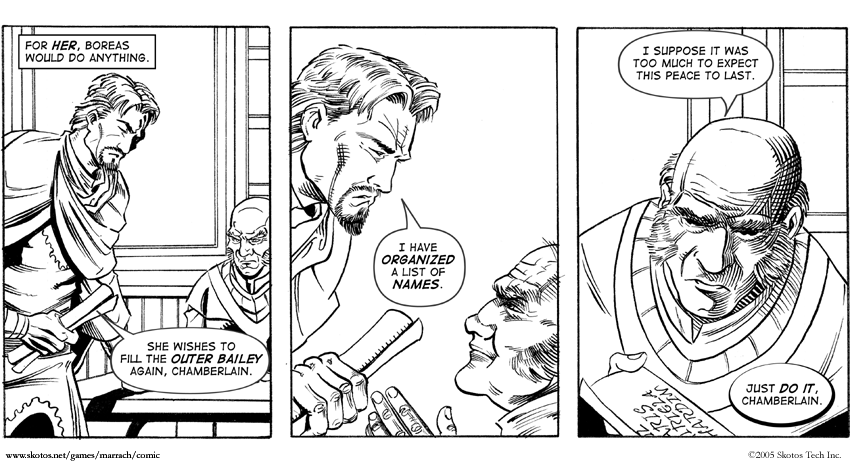 FOR HER, BOREAS
WOULD DO ANYTHING.
SHE WISHES TO
FILL THE OUTER BAILEY
AGAIN, CHAMBERLAIN.
I HAVE
ORGANIZED
A LIST OF
NAMES.
I SUPPOSE IT WAS
TOO MUCH TO EXPECT
THIS PEACE TO LAST.
JUST DO IT,
CHAMBERLAIN.
www.skotos.net/games/marrach/comic
©2005 Skotos Tech Inc.